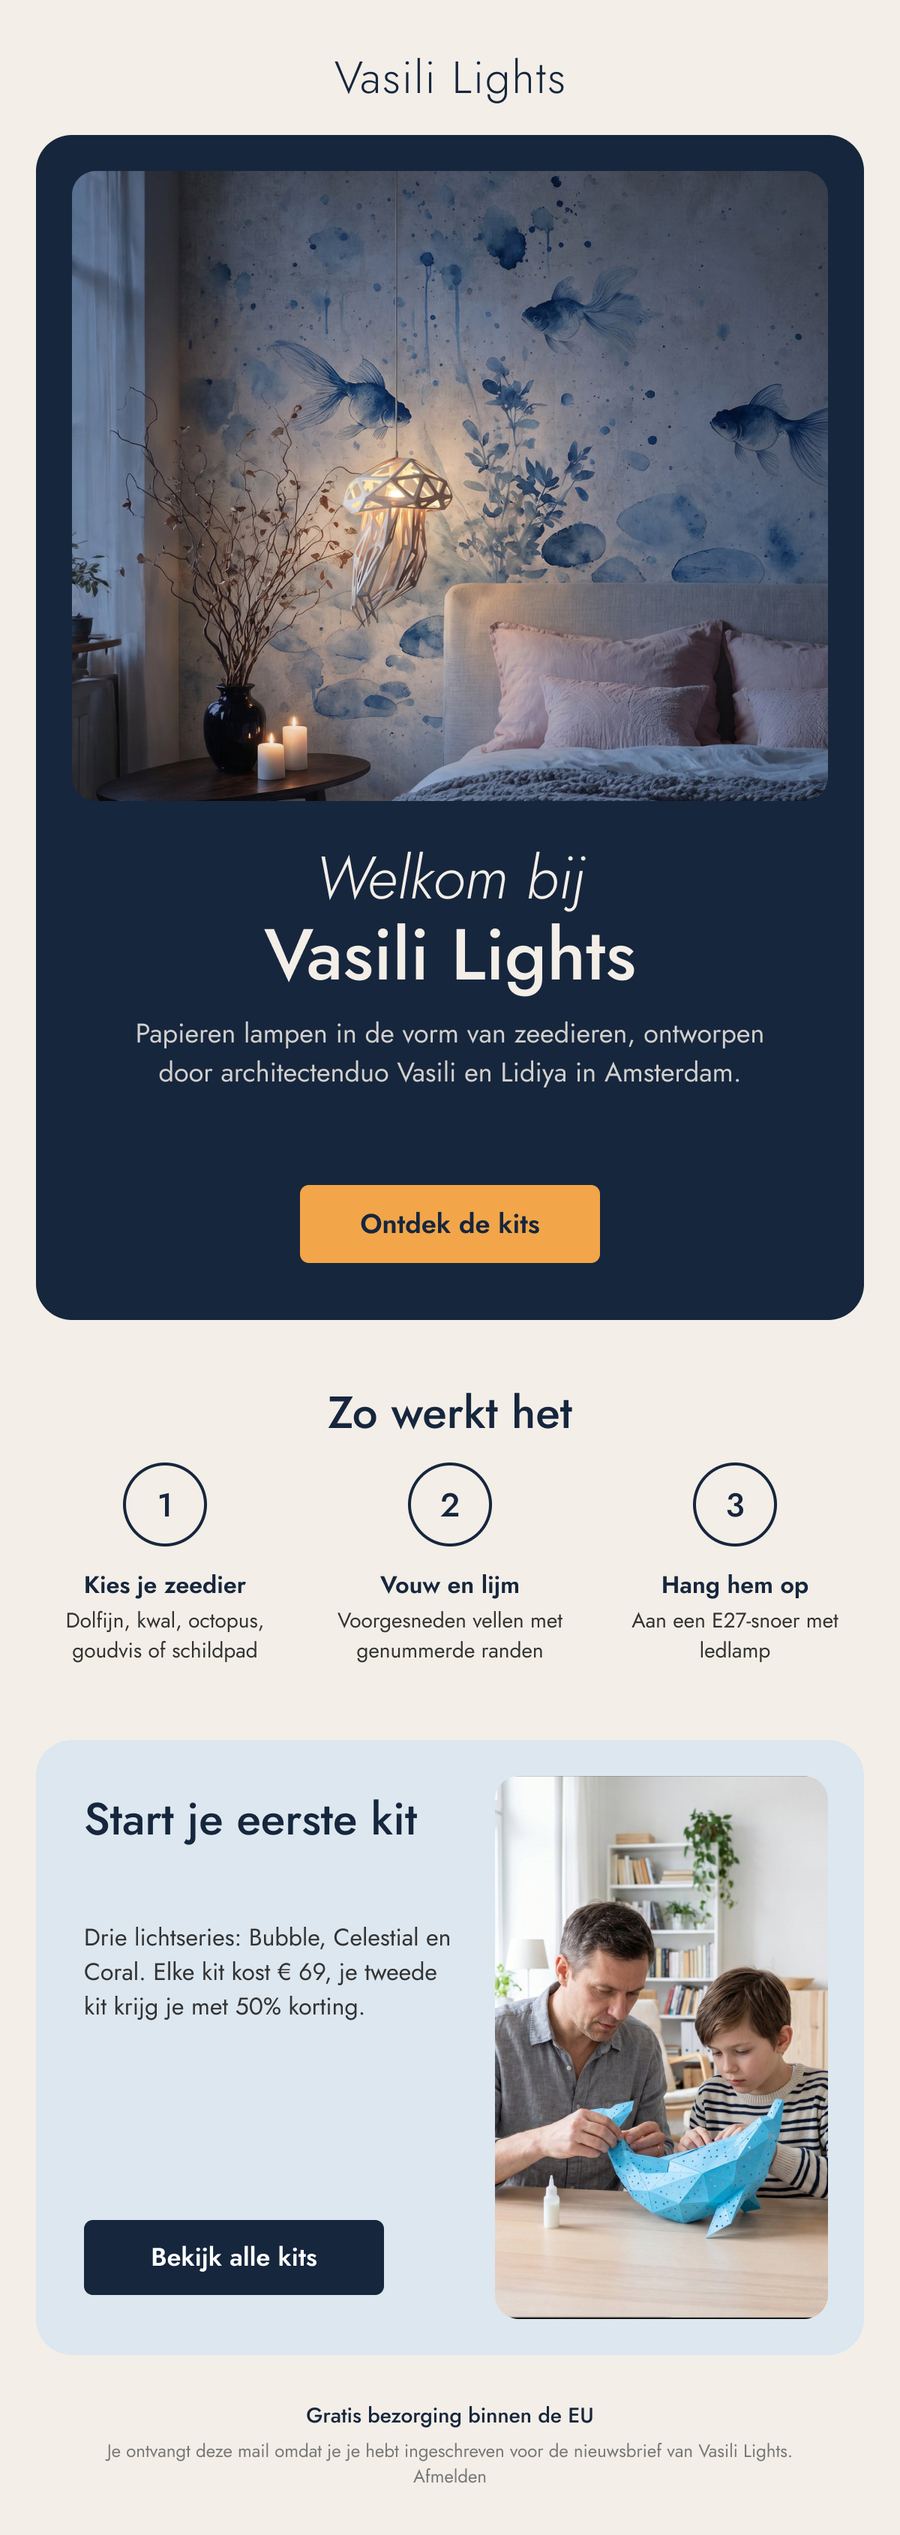 Vasili Lights
Welkom bij
Vasili Lights
Papieren lampen in de vorm van zeedieren, ontworpen
door architectenduo Vasili en Lidiya in Amsterdam.
Ontdek de kits
Zo werkt het
1
2
3
Kies je zeedier
Dolfijn, kwal, octopus,
goudvis of schildpad
Vouw en lijm
Voorgesneden vellen met
genummerde randen
Hang hem op
Aan een E27-snoer met
ledlamp
Start je eerste kit
Drie lichtseries: Bubble, Celestial en
Coral. Elke kit kost € 69, je tweede
kit krijg je met 50% korting.
Bekijk alle kits
Gratis bezorging binnen de EU
Je ontvangt deze mail omdat je je hebt ingeschreven voor de nieuwsbrief van Vasili Lights.
Afmelden